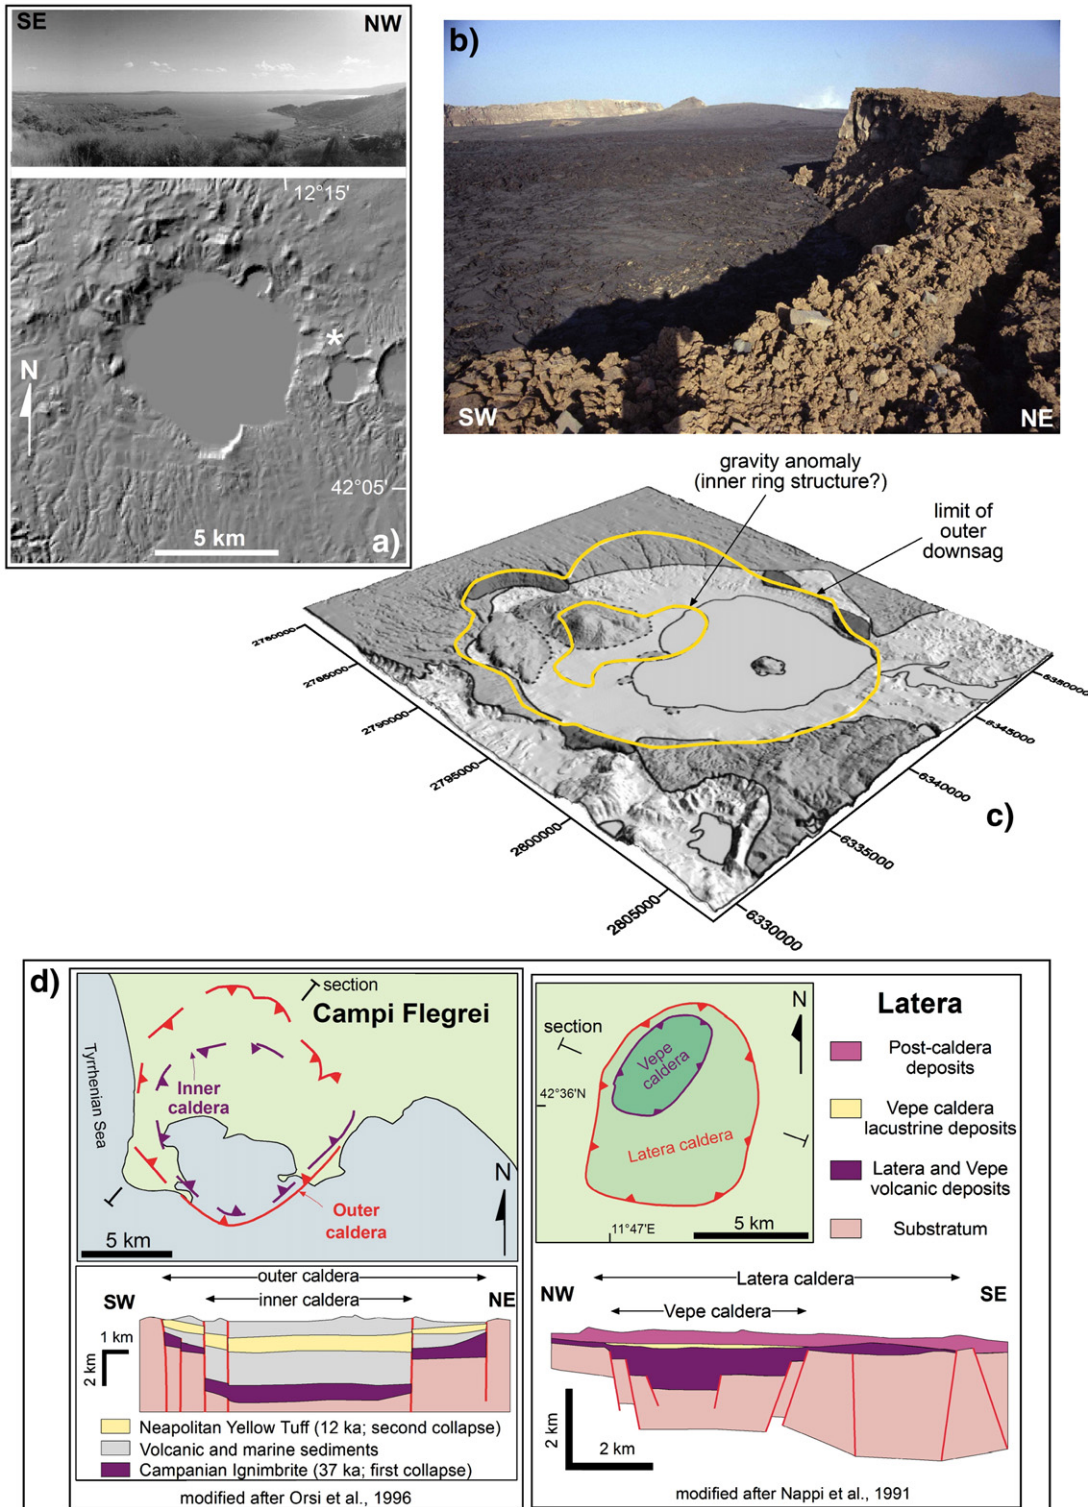 SE
NW
12°15'
*
N
42°05'
5 km
a)
b)
SW
NE
gravity anomaly
(inner ring structure?)
limit of
outer
downsag
2780000
2785000
2790000
2795000
2800000
2805000
6350000
6345000
6340000
6335000
6330000
c)
d)
section
Campi Flegrei
Tyrrhenian Sea
Inner
caldera
Outer
caldera
N
5 km
outer caldera
SW
NE
inner caldera
1 km
2 km
Neapolitan Yellow Tuff (12 ka; second collapse)
Volcanic and marine sediments
Campanian Ignimbrite (37 ka; first collapse)
modified after Orsi et al., 1996
section
N
Vepe
caldera
42°36'N
Latera caldera
11°47'E
5 km
Latera
Post-caldera
deposits
Vepe caldera
lacustrine deposits
Latera and Vepe
volcanic deposits
Substratum
Latera caldera
NW
SE
Vepe caldera
2 km
2 km
modified after Nappi et al., 1991